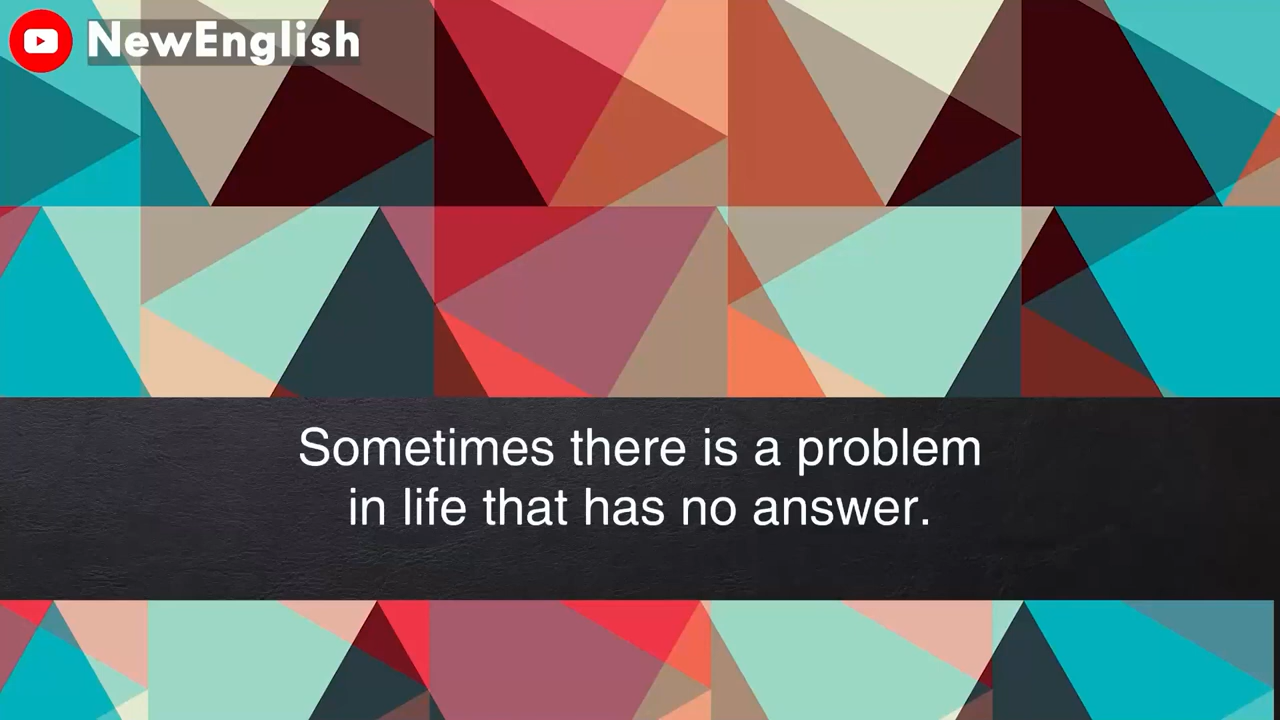 NewEnglish
Sometimes there is a problem
in life that has no answer.